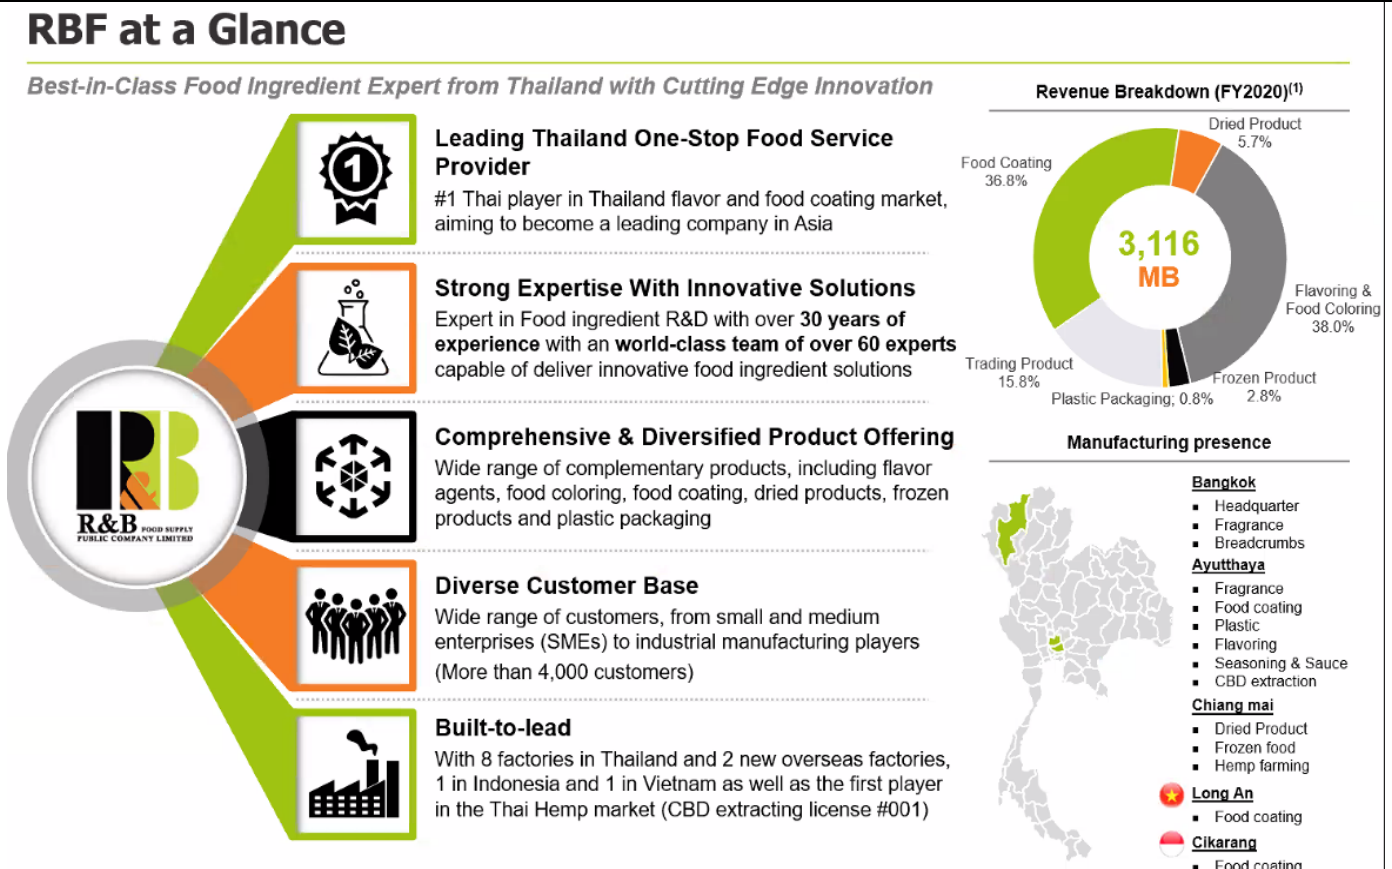 RBF at a Glance
Best-in-Class Food Ingredient Expert from Thailand with Cutting Edge Innovation
1
Leading Thailand One-Stop Food Service
Provider
#1 Thai player in Thailand flavor and food coating market,
aiming to become a leading company in Asia
Strong Expertise With Innovative Solutions
Expert in Food ingredient R&D with over 30 years of
experience with an world-class team of over 60 experts
capable of deliver innovative food ingredient solutions
Comprehensive & Diversified Product Offering
Wide range of complementary products, including flavor
agents, food coloring, food coating, dried products, frozen
products and plastic packaging
Diverse Customer Base
Wide range of customers, from small and medium
enterprises (SMEs) to industrial manufacturing players
(More than 4,000 customers)
Built-to-lead
With 8 factories in Thailand and 2 new overseas factories,
1 in Indonesia and 1 in Vietnam as well as the first player
in the Thai Hemp market (CBD extracting license #001)
R&B
R&B FOOD SUPPLY
PUBLIC COMPANY LIMITED
Revenue Breakdown (FY2020)(1)
Dried Product
5.7%
Food Coating
36.8%
3,116
MB
Flavoring &
Food Coloring
38.0%
Trading Product
15.8%
Frozen Product
2.8%
Plastic Packaging; 0.8%
Manufacturing presence
Bangkok
▪ Headquarter
▪ Fragrance
▪ Breadcrumbs
Ayutthaya
▪ Fragrance
▪ Food coating
▪ Plastic
▪ Flavoring
▪ Seasoning & Sauce
▪ CBD extraction
Chiang mai
▪ Dried Product
▪ Frozen food
▪ Hemp farming
Long An
▪ Food coating
Cikarang
▪ Food coating